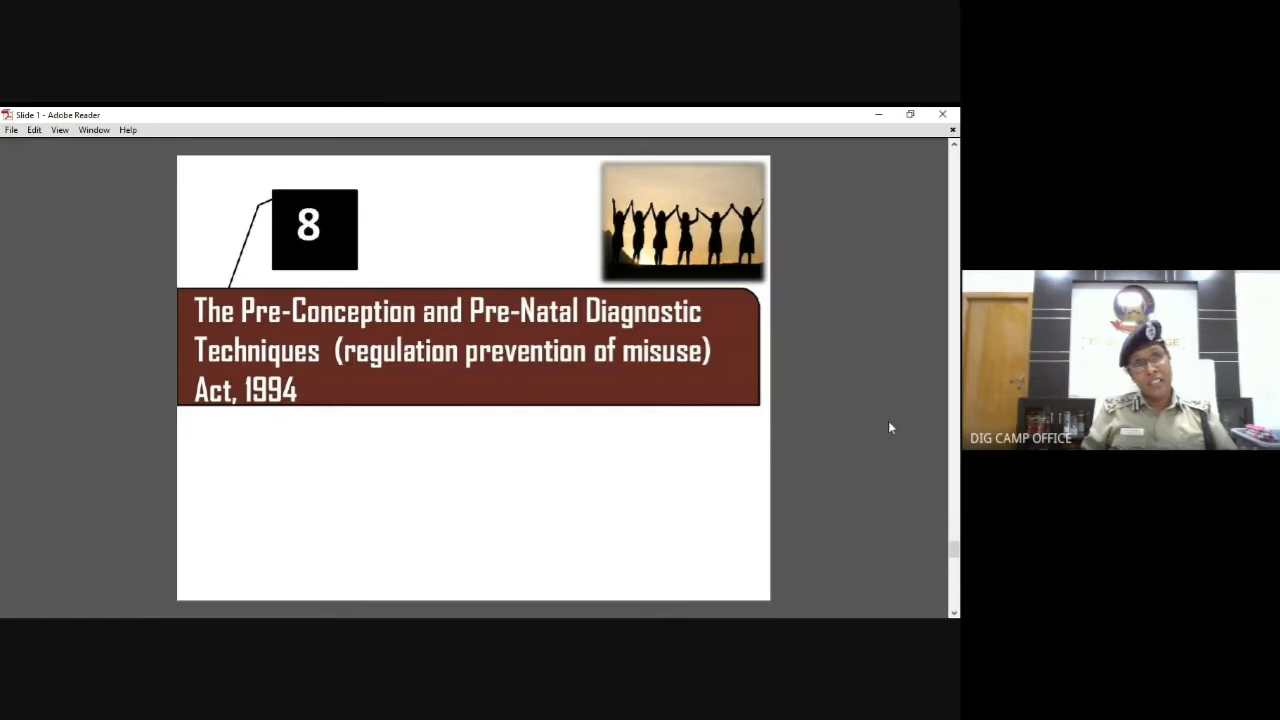 Slide 1 - Adobe Reader
File Edit View Window Help
8
The Pre-Conception and Pre-Natal Diagnostic
Techniques (regulation prevention of misuse)
Act, 1994
DIG CAMP OFFICE